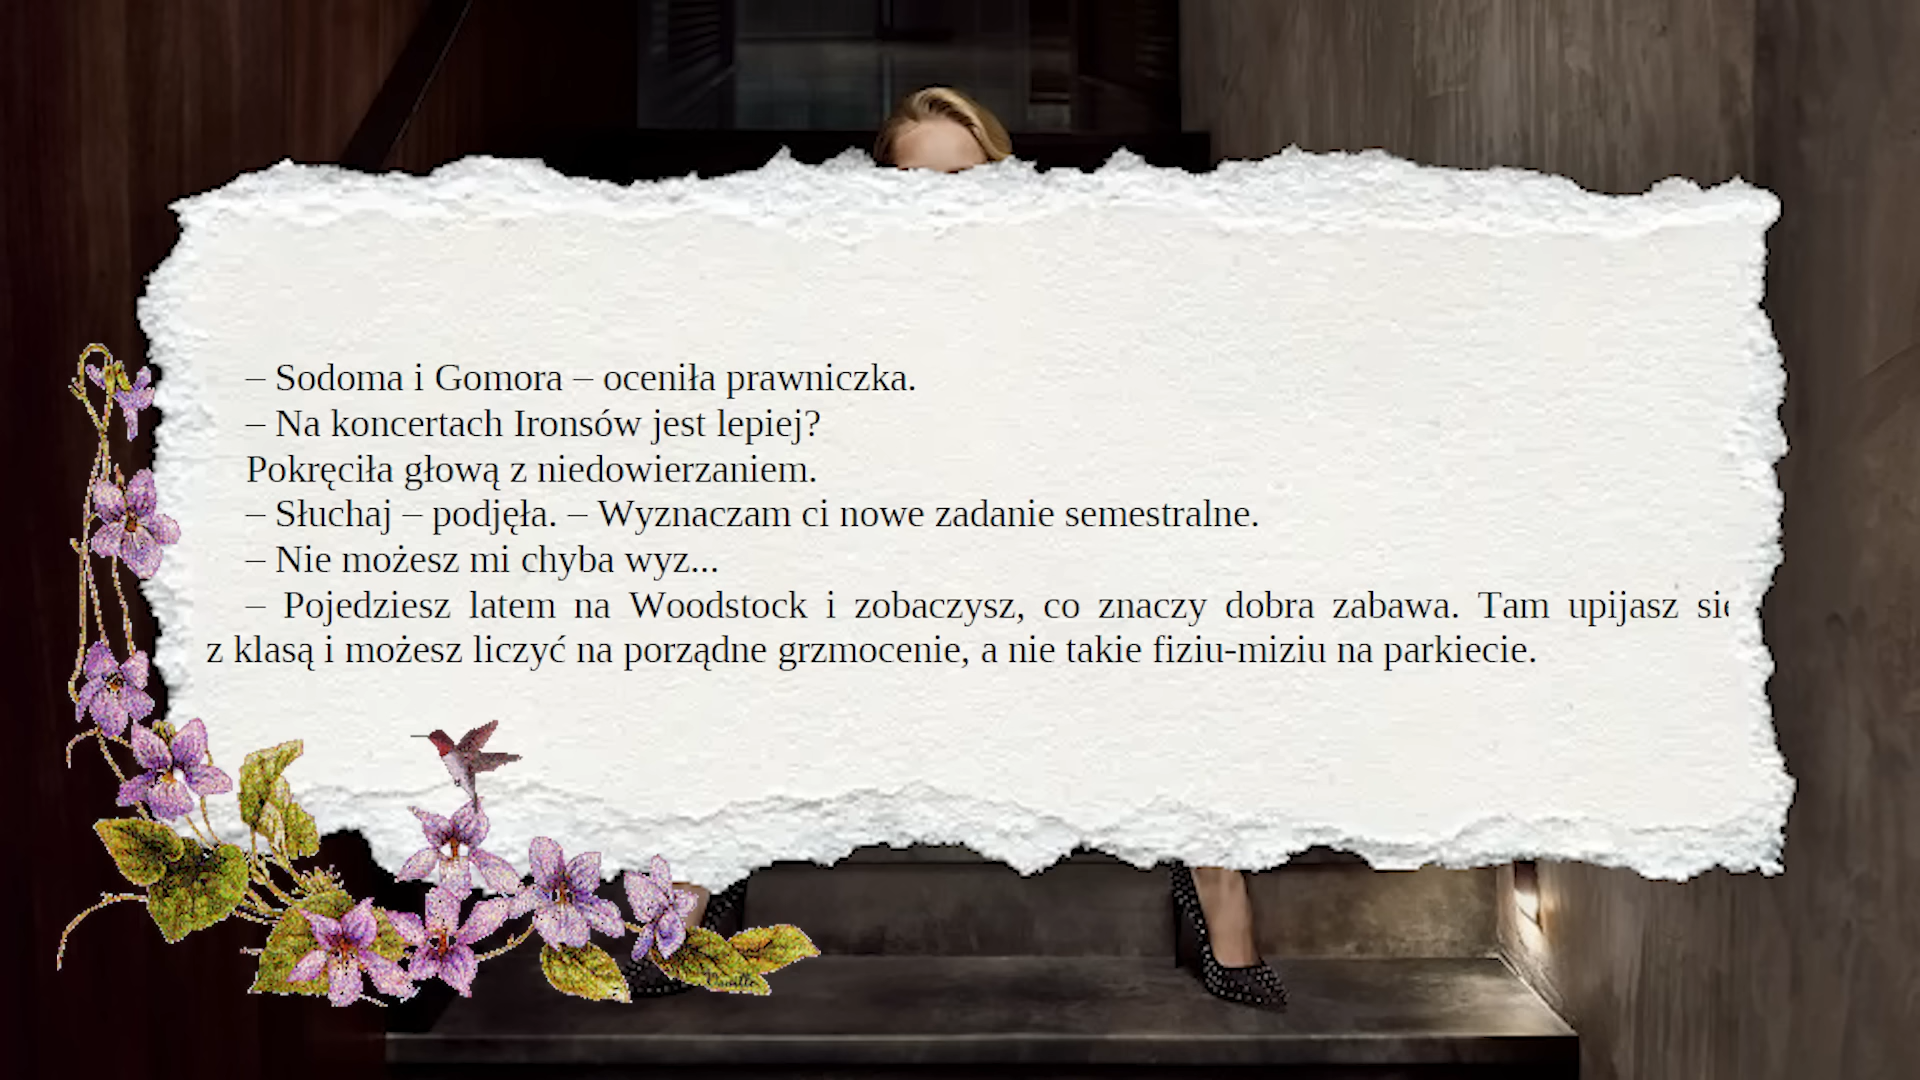 – Sodoma i Gomora – oceniła prawniczka.
– Na koncertach Ironsów jest lepiej?
Pokręciła głową z niedowierzaniem.
– Słuchaj – podjęła. – Wyznaczam ci nowe zadanie semestralne.
– Nie możesz mi chyba wyz...
– Pojedziesz latem na Woodstock i zobaczysz, co znaczy dobra zabawa. Tam upijasz się
z klasą i możesz liczyć na porządne grzmocenie, a nie takie fiziu-miziu na parkiecie.